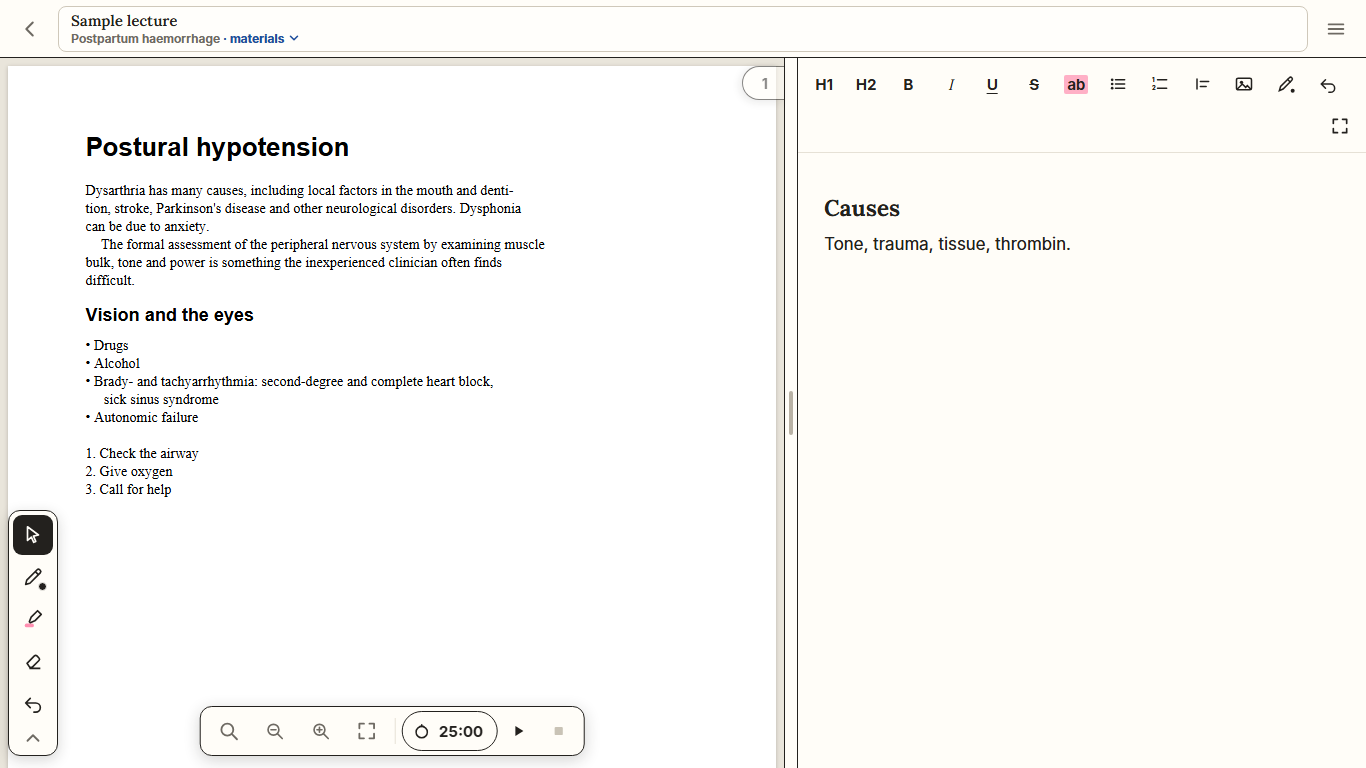 Sample lecture
Postpartum haemorrhage · materials
1
Postural hypotension
Dysarthria has many causes, including local factors in the mouth and denti-
tion, stroke, Parkinson's disease and other neurological disorders. Dysphonia
can be due to anxiety.
The formal assessment of the peripheral nervous system by examining muscle
bulk, tone and power is something the inexperienced clinician often finds
difficult.
Vision and the eyes
• Drugs
• Alcohol
• Brady- and tachyarrhythmia: second-degree and complete heart block,
sick sinus syndrome
• Autonomic failure
1. Check the airway
2. Give oxygen
3. Call for help
25:00
H1 H2 B I U S ab
Causes
Tone, trauma, tissue, thrombin.